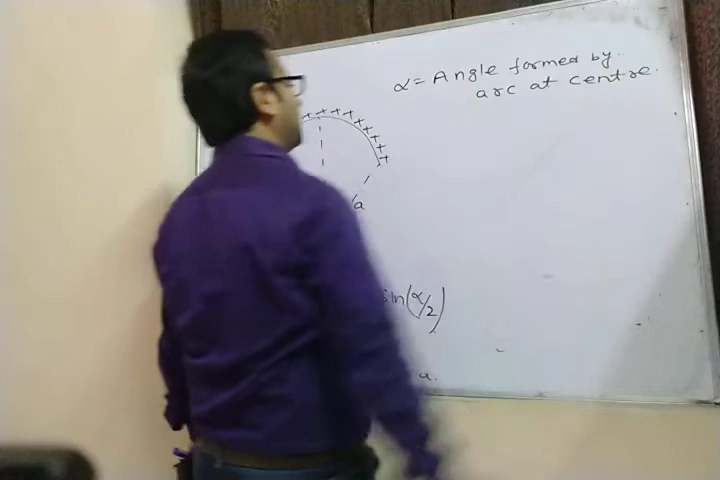 α = Angle formed by
arc at centre.
+ + + + + + + + +
a
sin(α/2)
a.